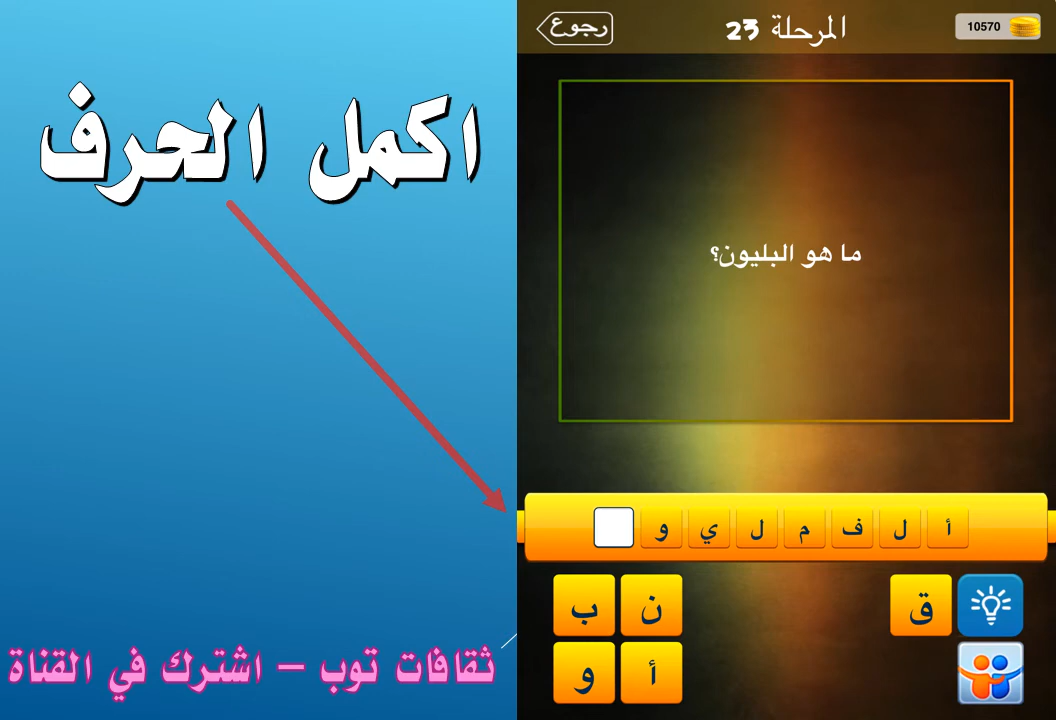 اكمل الحرف
ثقافات توب – اشترك في القناة
رجوع
المرحلة 23
10570
ما هو البليون؟
أ ل ف م ل ي و
ب ن ق
و أ